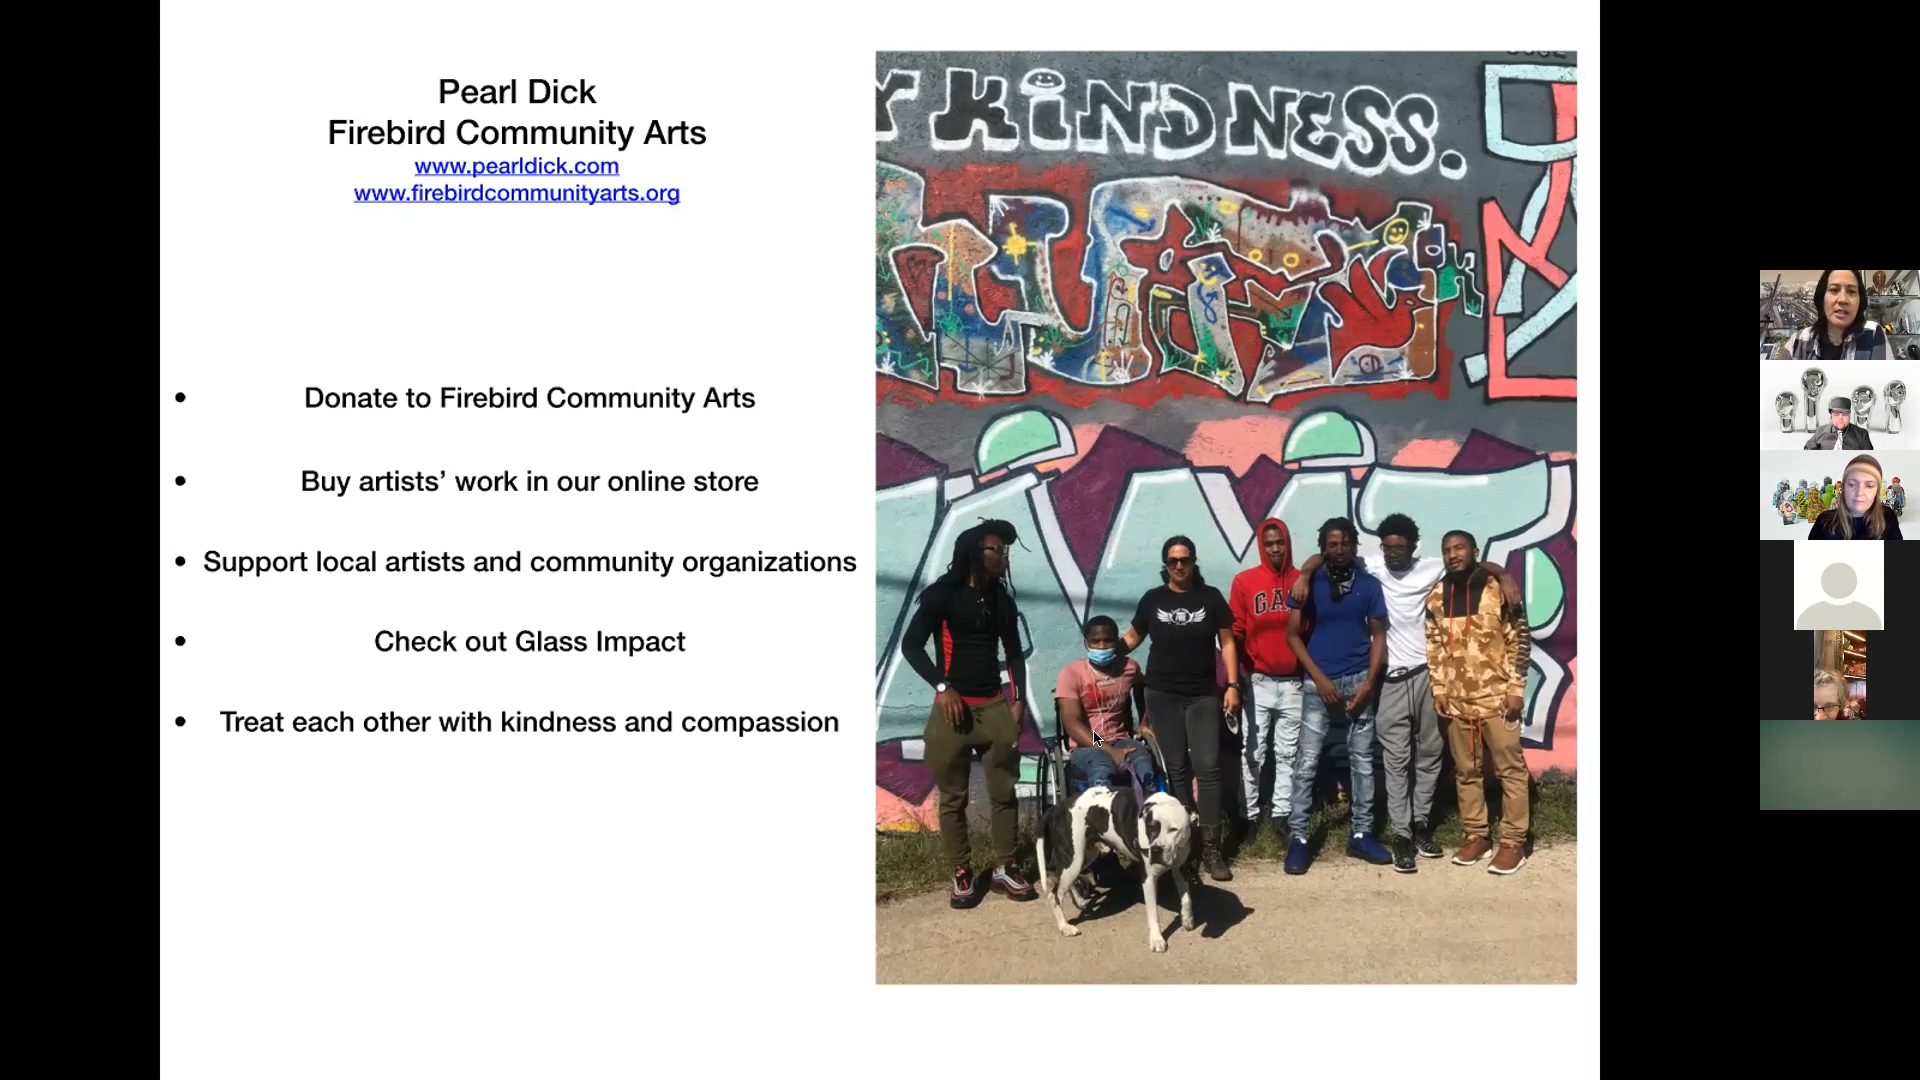 Pearl Dick
Firebird Community Arts
www.pearldick.com
www.firebirdcommunityarts.org
• Donate to Firebird Community Arts
• Buy artists’ work in our online store
• Support local artists and community organizations
• Check out Glass Impact
• Treat each other with kindness and compassion
Y KiNDNESS.
GA